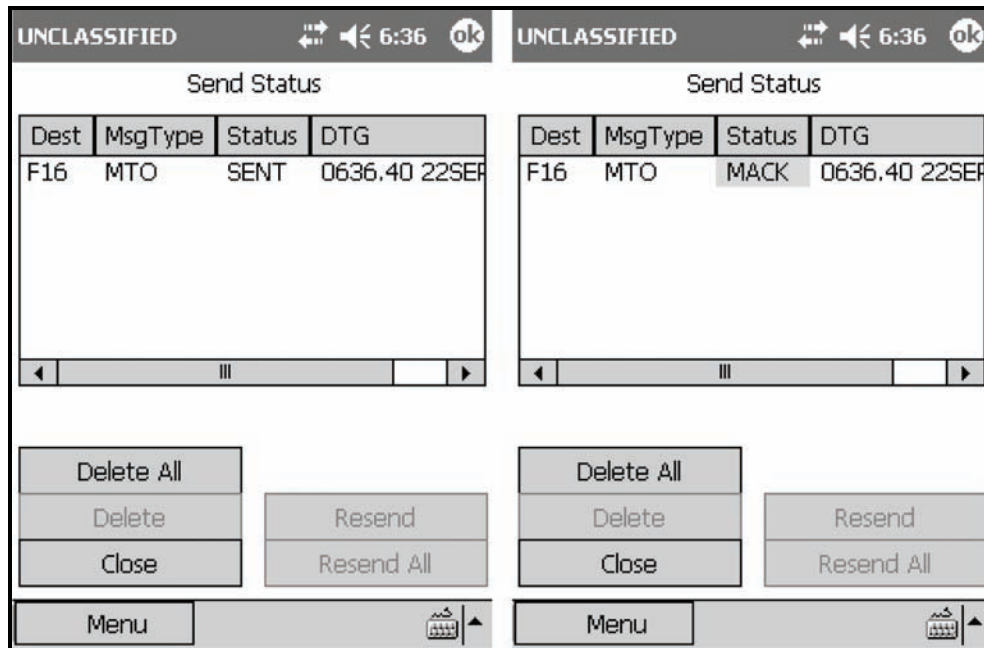 UNCLASSIFIED 6:36 ok
Send Status
Dest MsgType Status DTG
F16 MTO SENT 0636.40 22SEP
Delete All
Delete Resend
Close Resend All
Menu
UNCLASSIFIED 6:36 ok
Send Status
Dest MsgType Status DTG
F16 MTO MACK 0636.40 22SEP
Delete All
Delete Resend
Close Resend All
Menu